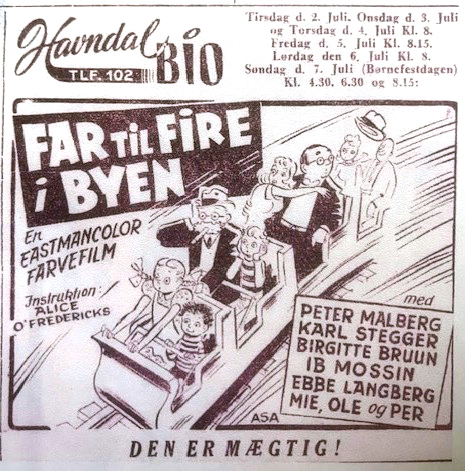 Havndal BIO
TLF. 102
Tirsdag d. 2. Juli. Onsdag d. 3. Juli
og Torsdag d. 4. Juli Kl. 8.
Fredag d. 5. Juli Kl. 8.15.
Lørdag den 6. Juli Kl. 8.
Søndag d. 7. Juli (Børnefestdagen)
Kl. 4.30, 6.30 og 8.15:
FAR TIL FIRE
i BYEN
En
EASTMANCOLOR
FARVEFILM
Instruktion:
ALICE
O'FREDERICKS
med
PETER MALBERG
KARL STEGGER
BIRGITTE BRUUN
IB MOSSIN
EBBE LANGBERG
MIE, OLE og PER
ASA
DEN ER MÆGTIG!